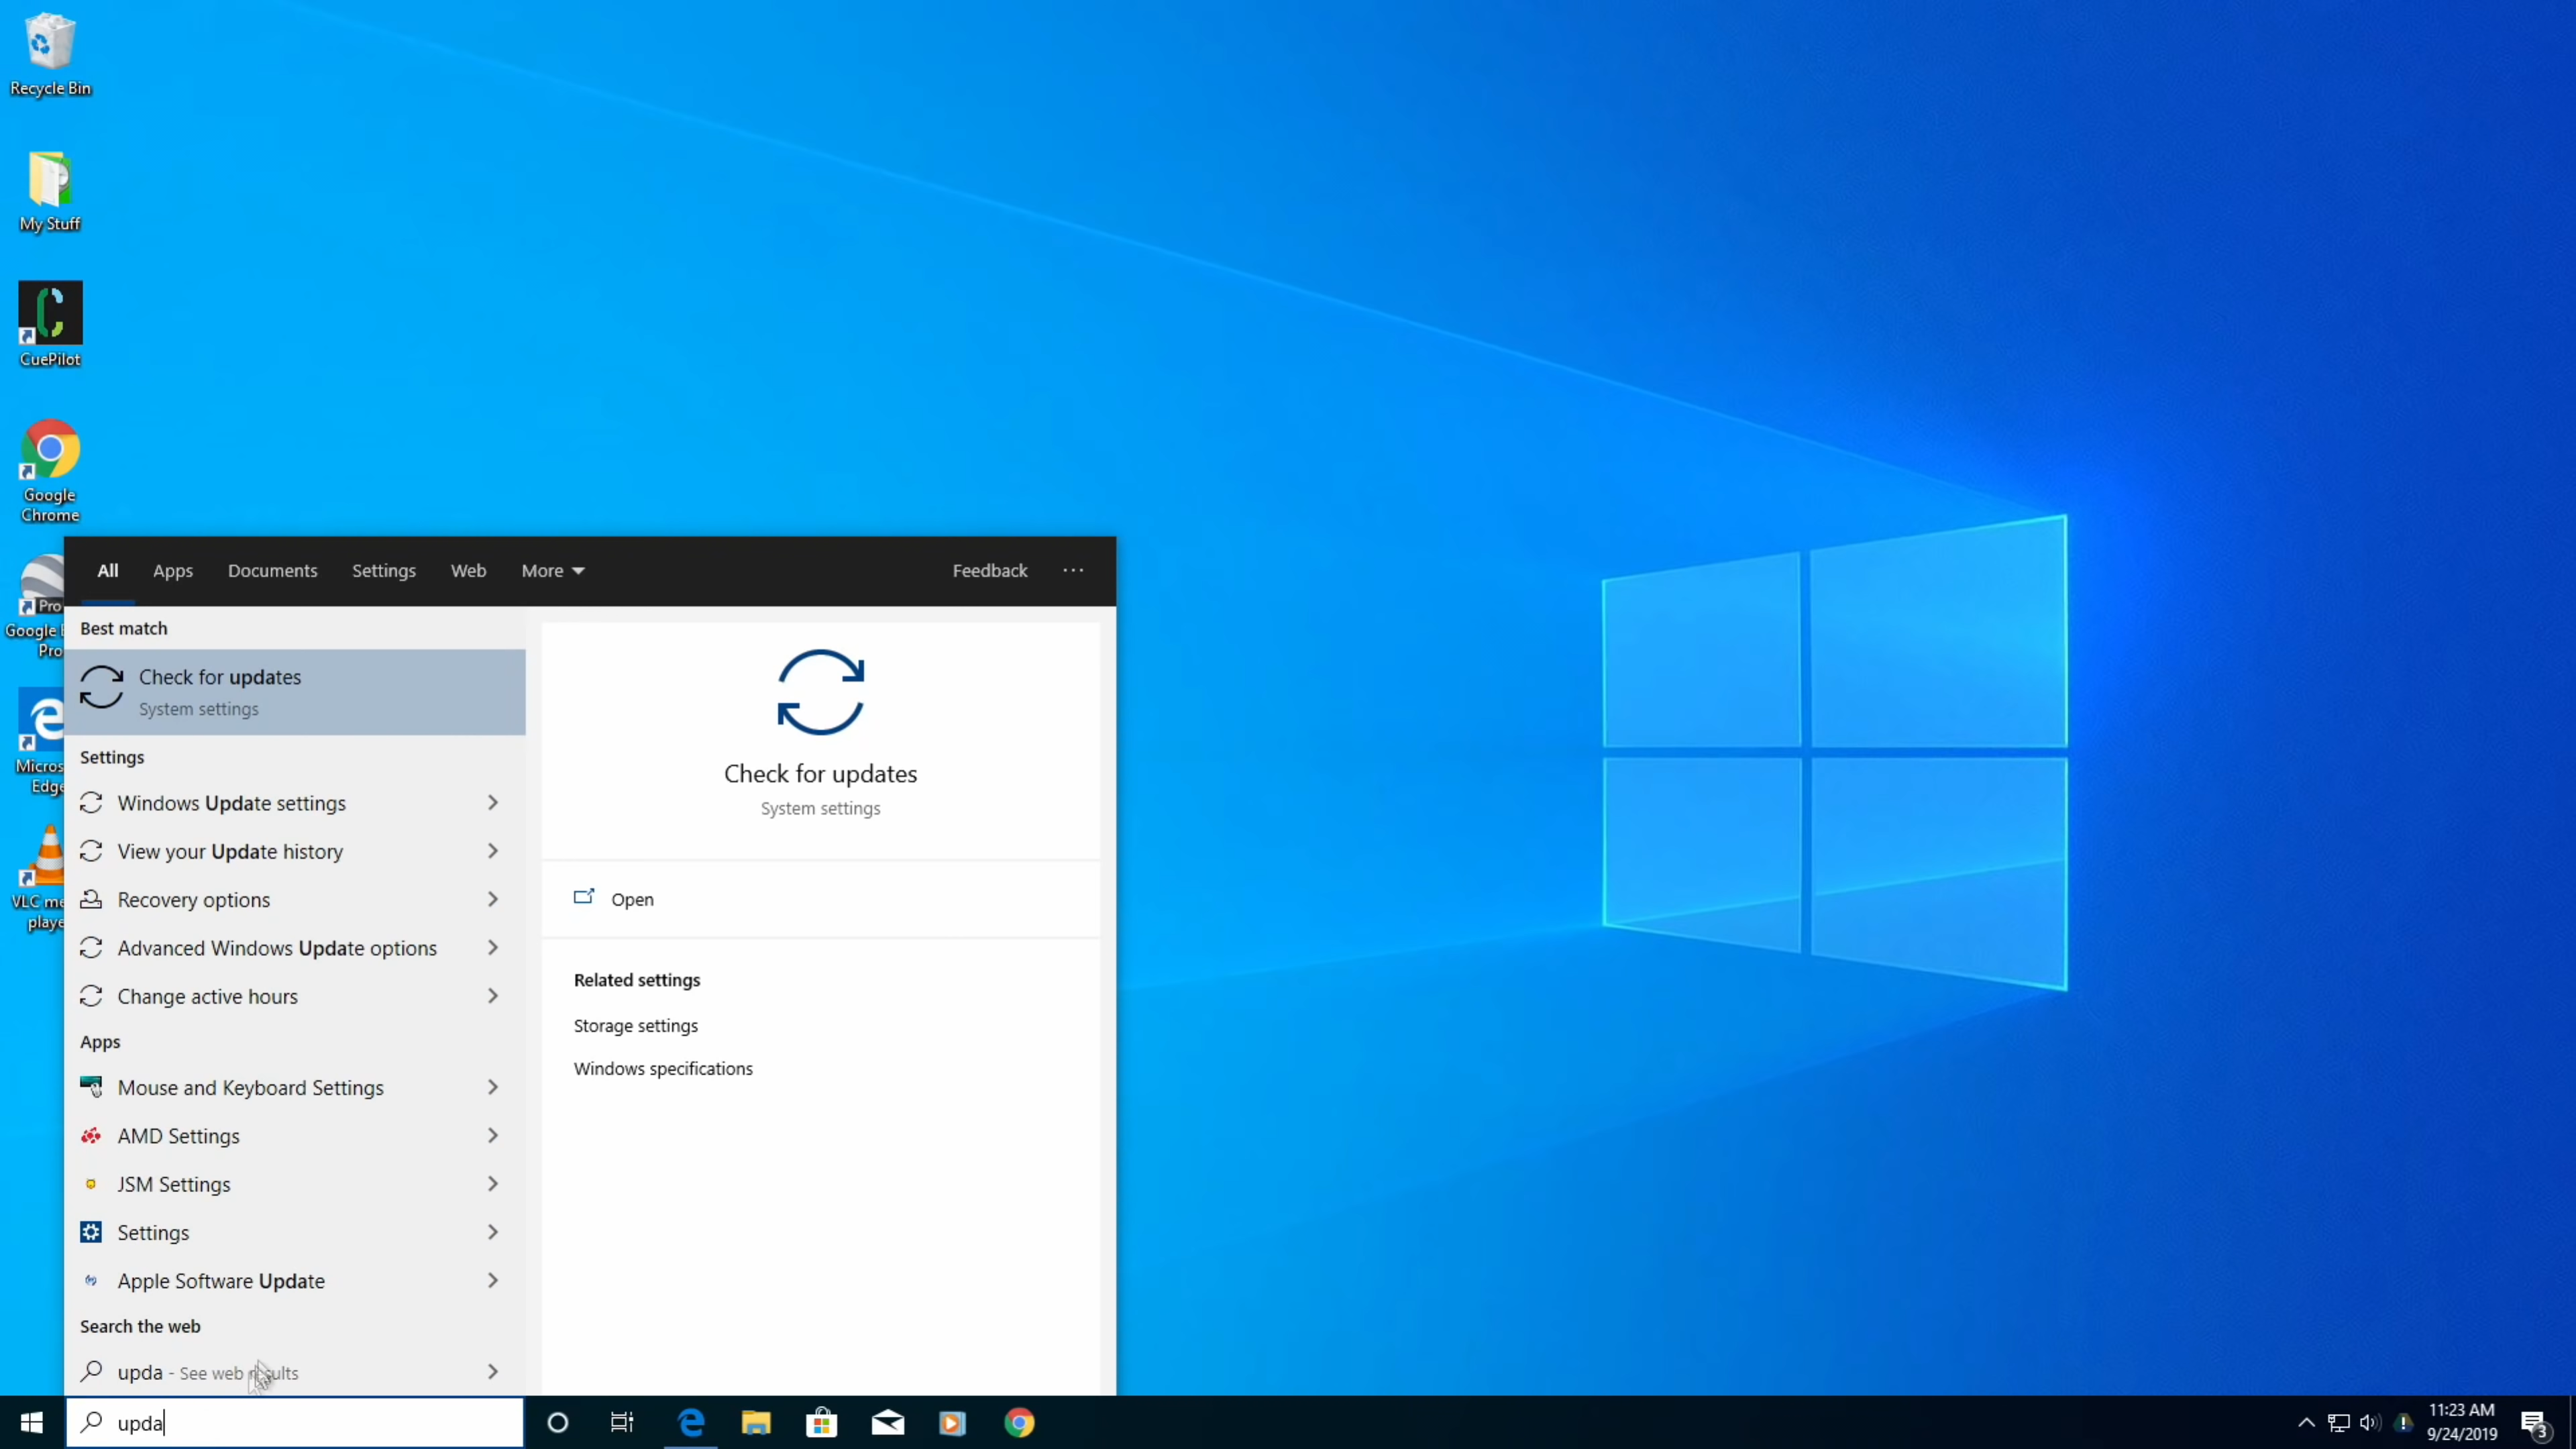 Recycle Bin
My Stuff
CuePilot
Google
Chrome
Pro
Google
Pro
Micros
Edge
VLC me
playe
All Apps Documents Settings Web More Feedback ...
Best match
Check for updates
System settings
Settings
Windows Update settings
View your Update history
Recovery options
Advanced Windows Update options
Change active hours
Apps
Mouse and Keyboard Settings
AMD Settings
JSM Settings
Settings
Apple Software Update
Search the web
upda - See web results
Check for updates
System settings
Open
Related settings
Storage settings
Windows specifications
upda
11:23 AM
9/24/2019
3